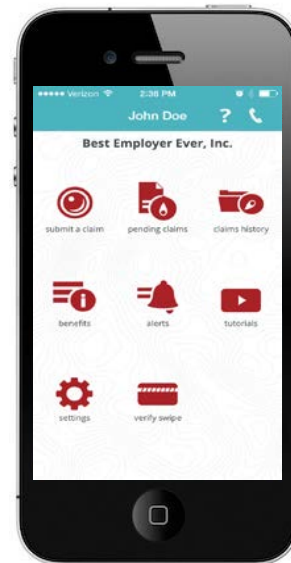 Verizon 2:38 PM
John Doe ?
Best Employer Ever, Inc.
submit a claim pending claims claims history
benefits alerts tutorials
settings verify swipe